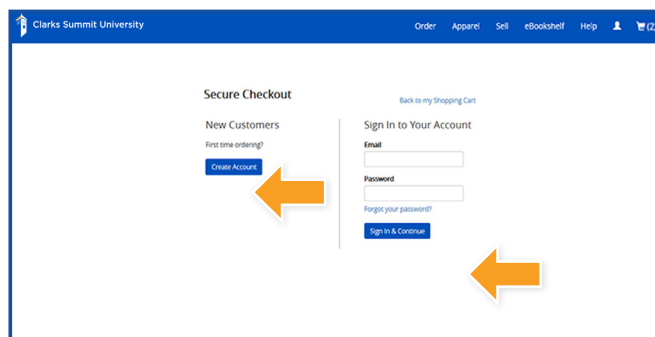 Clarks Summit University
Order Apparel Sell eBookshelf Help (2)
Secure Checkout
Back to my Shopping Cart
New Customers
First time ordering?
Create Account
Sign In to Your Account
Email
Password
Forgot your password?
Sign In & Continue